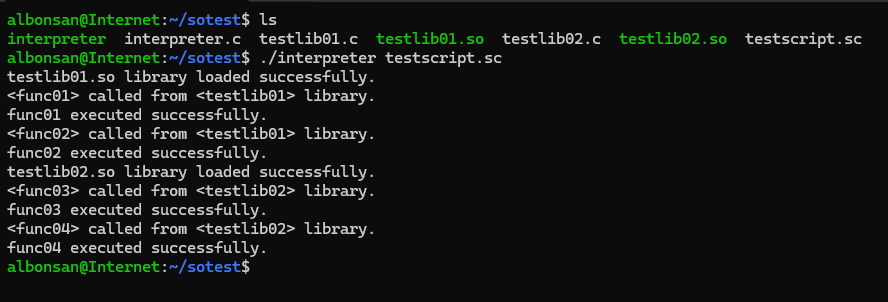 albonsan@Internet:~/sotest$ ls
interpreter interpreter.c testlib01.c testlib01.so testlib02.c testlib02.so testscript.sc
albonsan@Internet:~/sotest$ ./interpreter testscript.sc
testlib01.so library loaded successfully.
<func01> called from <testlib01> library.
func01 executed successfully.
<func02> called from <testlib01> library.
func02 executed successfully.
testlib02.so library loaded successfully.
<func03> called from <testlib02> library.
func03 executed successfully.
<func04> called from <testlib02> library.
func04 executed successfully.
albonsan@Internet:~/sotest$